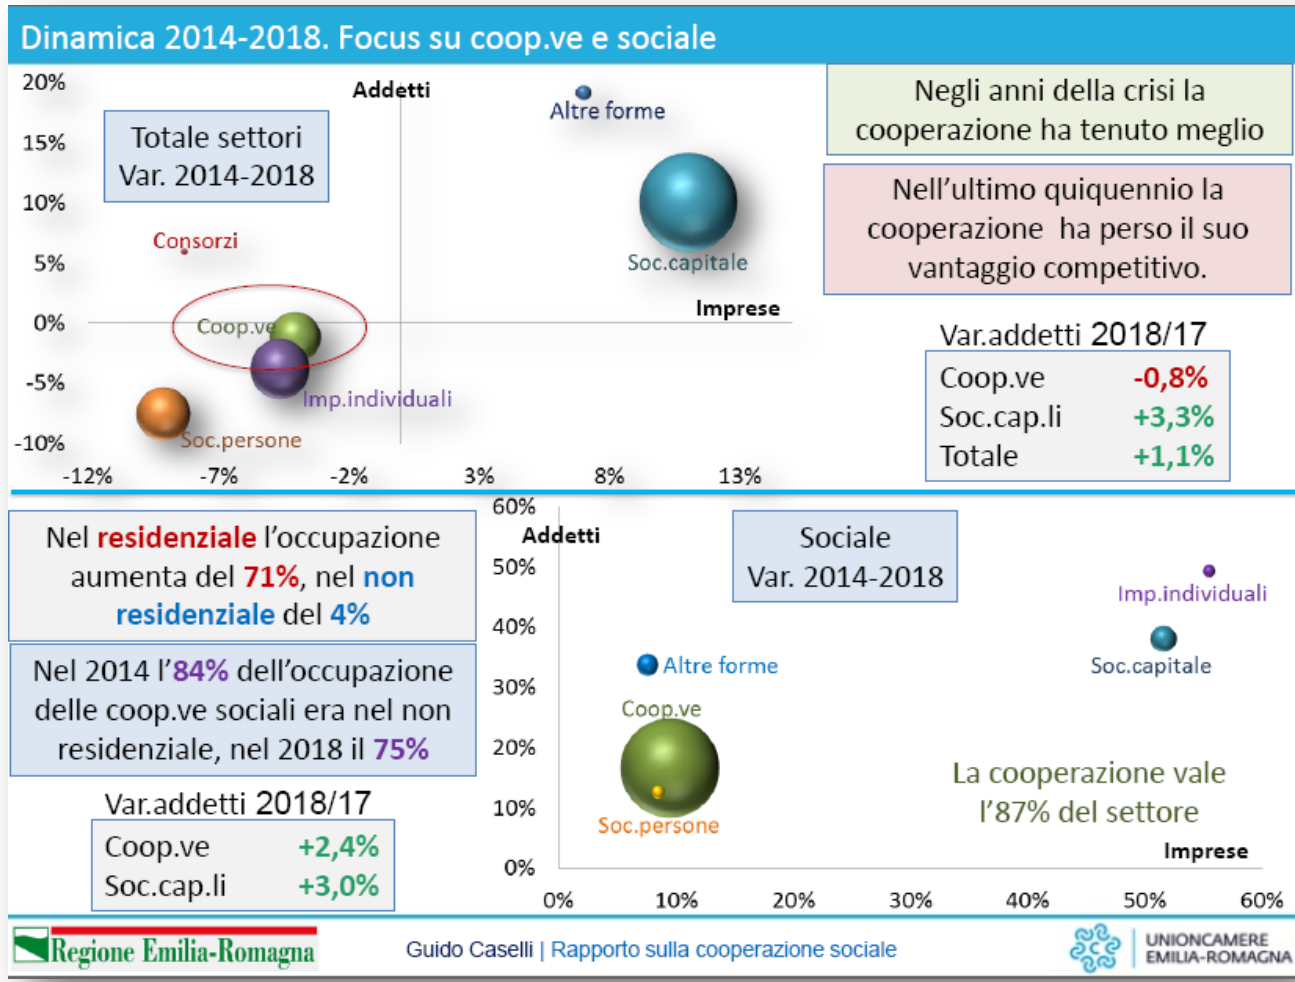 Dinamica 2014-2018. Focus su coop.ve e sociale
20%
15%
10%
5%
0%
-5%
-10%
-12%
-7%
-2%
3%
8%
13%
Addetti
Imprese
Totale settori
Var. 2014-2018
Altre forme
Soc.capitale
Consorzi
Coop.ve
Imp.individuali
Soc.persone
Negli anni della crisi la
cooperazione ha tenuto meglio
Nell'ultimo quiquennio la
cooperazione ha perso il suo
vantaggio competitivo.
Var.addetti 2018/17
Coop.ve -0,8%
Soc.cap.li +3,3%
Totale +1,1%
Nel residenziale l'occupazione
aumenta del 71%, nel non
residenziale del 4%
Nel 2014 l'84% dell'occupazione
delle coop.ve sociali era nel non
residenziale, nel 2018 il 75%
Var.addetti 2018/17
Coop.ve +2,4%
Soc.cap.li +3,0%
60%
50%
40%
30%
20%
10%
0%
0%
10%
20%
30%
40%
50%
60%
Addetti
Imprese
Sociale
Var. 2014-2018
Imp.individuali
Soc.capitale
Altre forme
Coop.ve
Soc.persone
La cooperazione vale
l'87% del settore
Regione Emilia-Romagna
Guido Caselli | Rapporto sulla cooperazione sociale
UNIONCAMERE
EMILIA-ROMAGNA